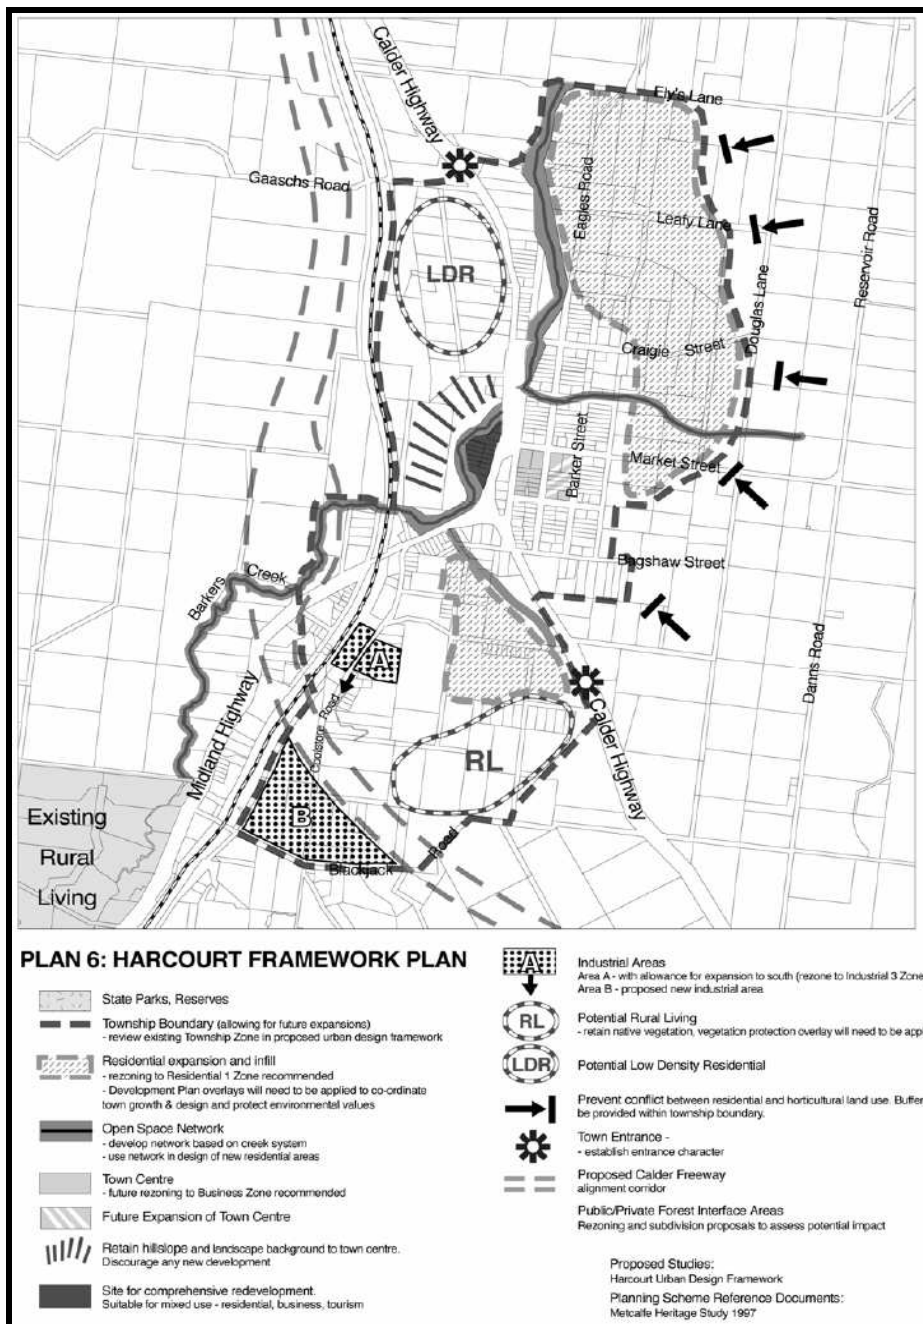 Calder Highway
Ely's Lane
Gaaschs Road
Eagles Road
Leafy Lane
Reservoir Road
LDR
Douglas Lane
Craigie Street
Barker Street
Market Street
Bagshaw Street
Barkers Creek
Danns Road
A
Midland Highway
Coolstore Road
Calder Highway
RL
B
Existing
Rural
Living
Blackjack Road
PLAN 6: HARCOURT FRAMEWORK PLAN
State Parks, Reserves
Township Boundary (allowing for future expansions)
- review existing Township Zone in proposed urban design framework
Residential expansion and infill
- rezoning to Residential 1 Zone recommended
- Development Plan overlays will need to be applied to co-ordinate
town growth & design and protect environmental values
Open Space Network
- develop network based on creek system
- use network in design of new residential areas
Town Centre
- future rezoning to Business Zone recommended
Future Expansion of Town Centre
Retain hillslope and landscape background to town centre.
Discourage any new development
Site for comprehensive redevelopment.
Suitable for mixed use - residential, business, tourism
A
Industrial Areas
Area A - with allowance for expansion to south (rezone to Industrial 3 Zone
Area B - proposed new industrial area
RL
Potential Rural Living
- retain native vegetation, vegetation protection overlay will need to be app
LDR
Potential Low Density Residential
Prevent conflict between residential and horticultural land use. Buffer
be provided within township boundary.
Town Entrance -
- establish entrance character
Proposed Calder Freeway
alignment corridor
Public/Private Forest Interface Areas
Rezoning and subdivision proposals to assess potential impact
Proposed Studies:
Harcourt Urban Design Framework
Planning Scheme Reference Documents:
Metcalfe Heritage Study 1997